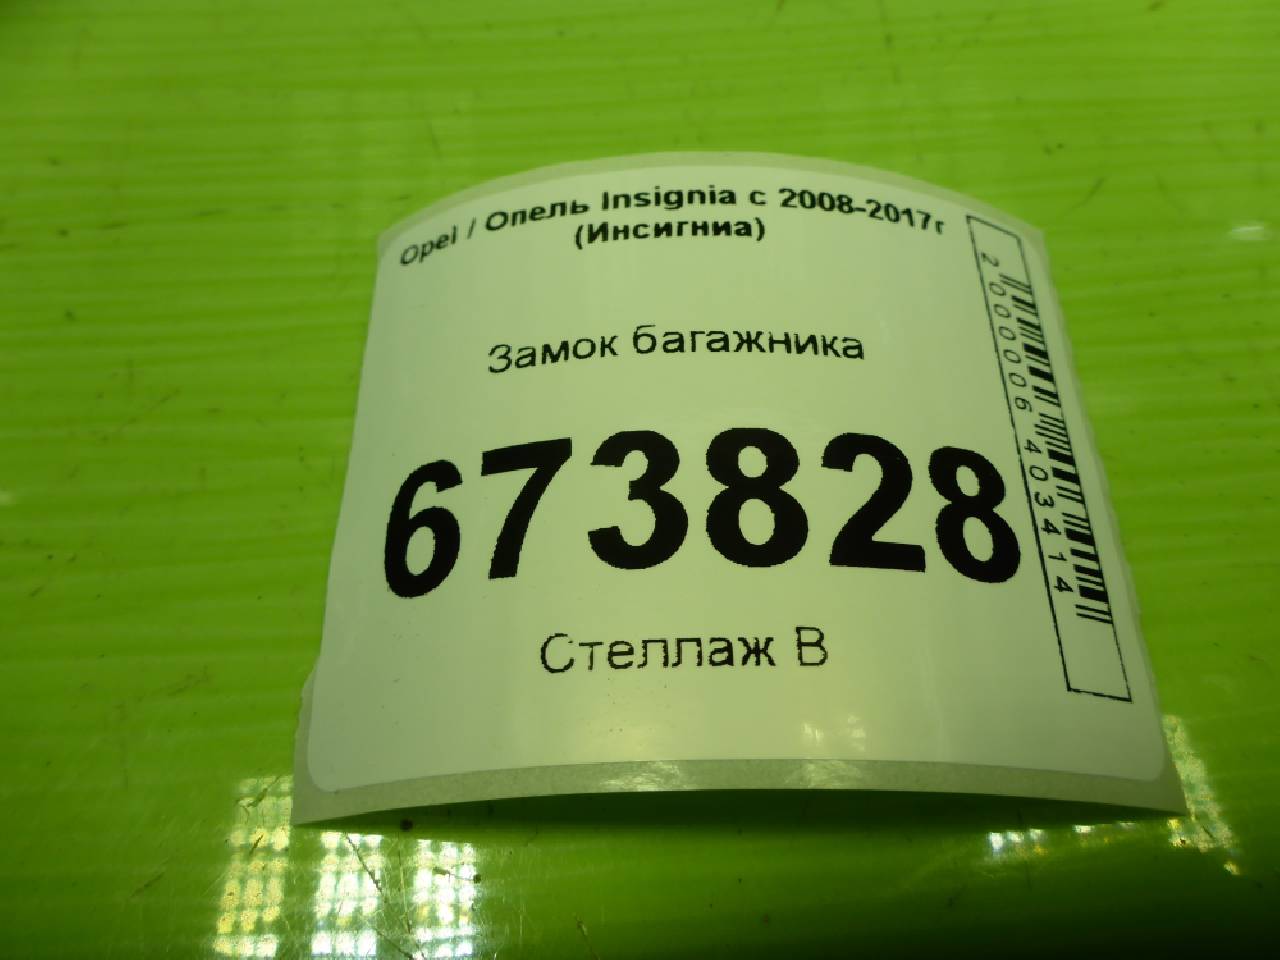 Opel / Опель Insignia с 2008-2017г
(Инсигниа)
Замок багажника
673828
Стеллаж В
2000006403414